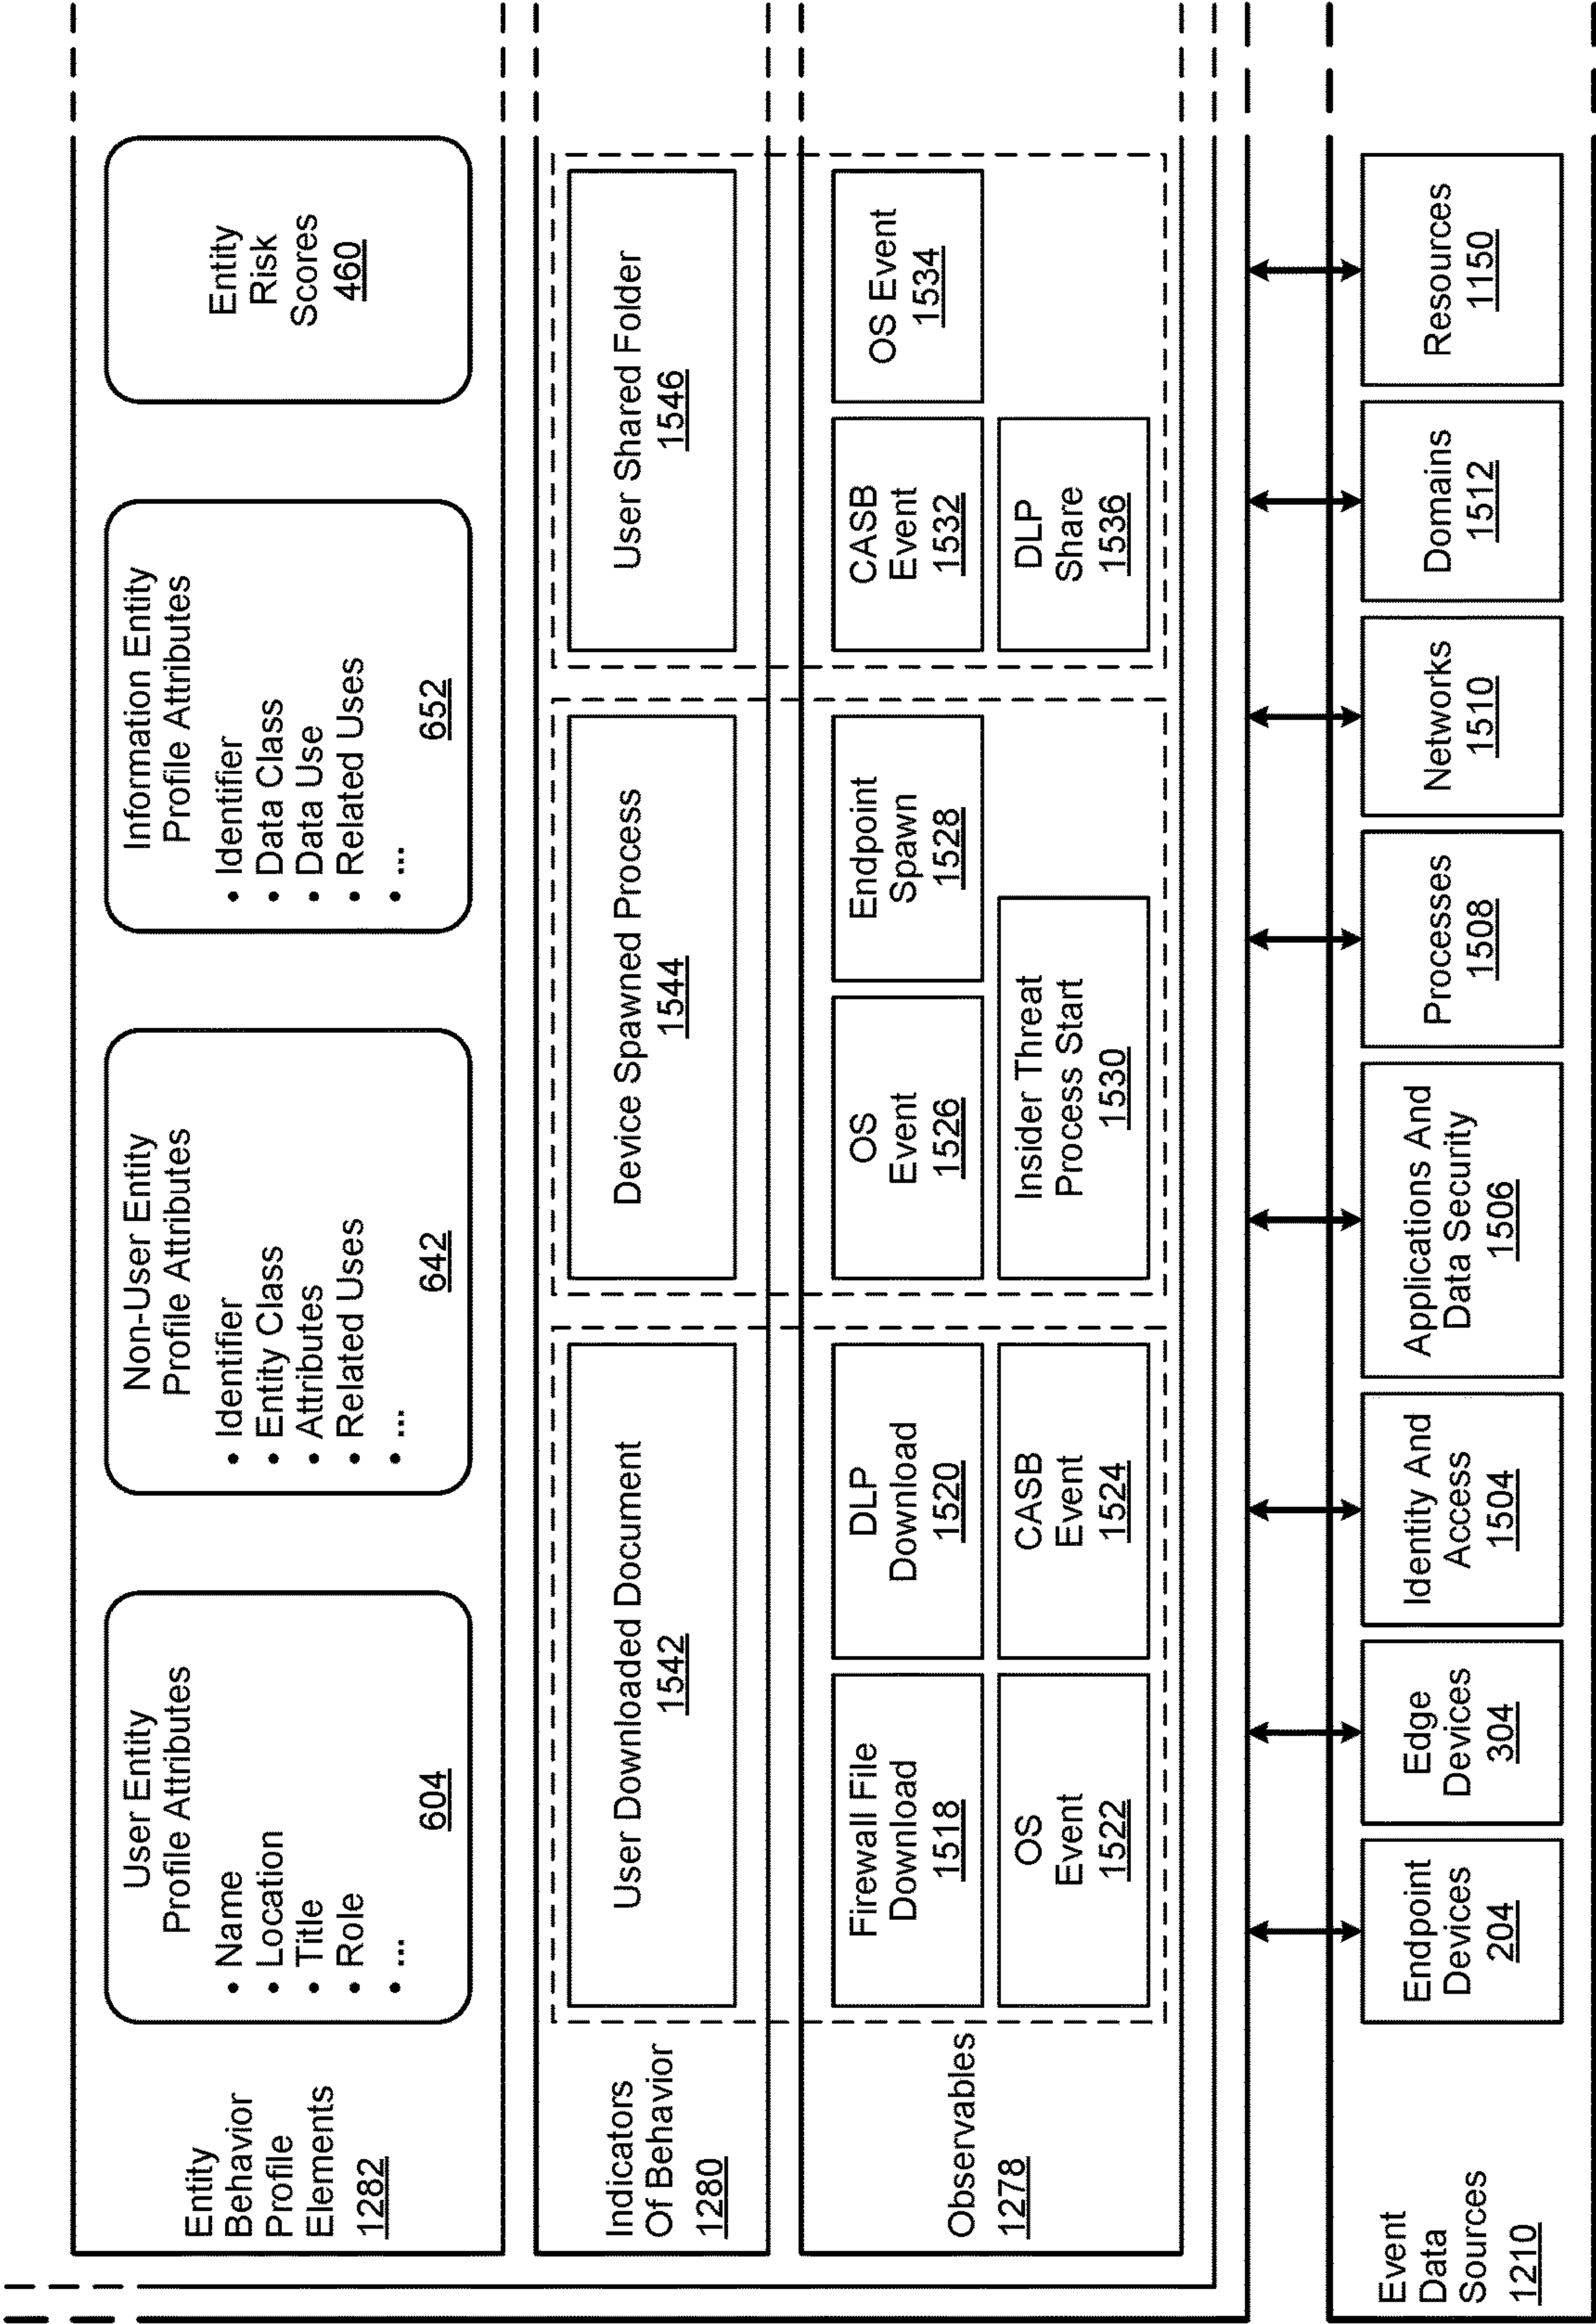 Entity
Behavior
Profile
Elements
1282
User Entity
Profile Attributes
• Name
• Location
• Title
• Role
• ...
604
Non-User Entity
Profile Attributes
• Identifier
• Entity Class
• Attributes
• Related Uses
• ...
642
Information Entity
Profile Attributes
• Identifier
• Data Class
• Data Use
• Related Uses
• ...
652
Entity
Risk
Scores
460
Indicators
Of Behavior
1280
User Downloaded Document
1542
Device Spawned Process
1544
User Shared Folder
1546
Observables
1278
Firewall File
Download
1518
DLP
Download
1520
OS
Event
1522
CASB
Event
1524
OS
Event
1526
Endpoint
Spawn
1528
Insider Threat
Process Start
1530
CASB
Event
1532
OS Event
1534
DLP
Share
1536
Event
Data
Sources
1210
Endpoint
Devices
204
Edge
Devices
304
Identity And
Access
1504
Applications And
Data Security
1506
Processes
1508
Networks
1510
Domains
1512
Resources
1150